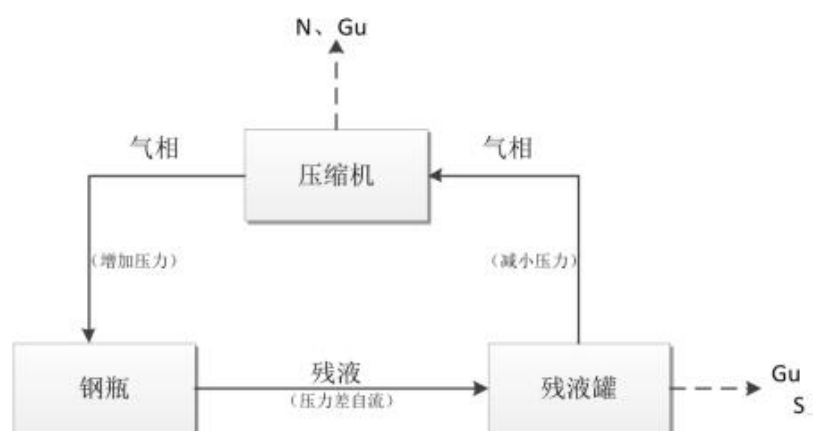 N、Gu
气相
压缩机
气相
（增加压力）
（减小压力）
钢瓶
残液
（压力差自流）
残液罐
Gu
S